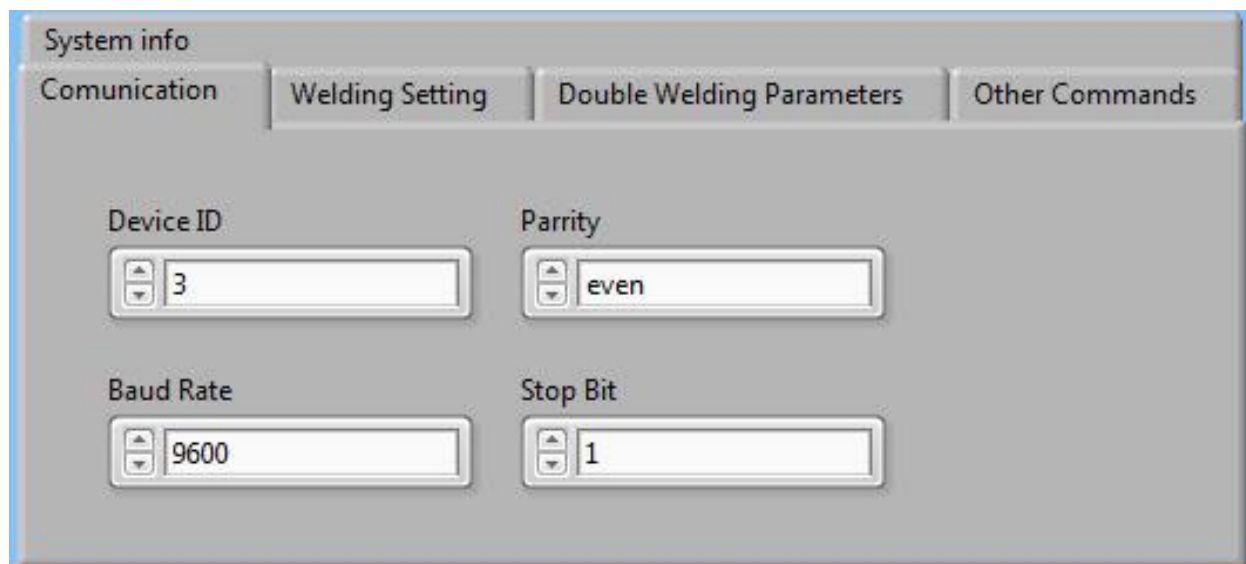 System info
Comunication Welding Setting Double Welding Parameters Other Commands
Device ID Parrity
3 even
Baud Rate Stop Bit
9600 1